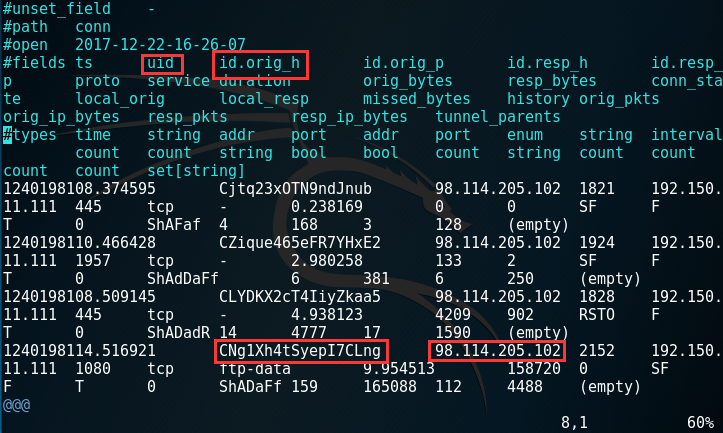 #unset_field    -
#path   conn
#open   2017-12-22-16-26-07
#fields ts      uid     id.orig_h       id.orig_p       id.resp_h       id.resp_
p       proto   service duration        orig_bytes      resp_bytes      conn_sta
te      local_orig      local_resp      missed_bytes    history orig_pkts
orig_ip_bytes   resp_pkts       resp_ip_bytes   tunnel_parents
#types  time    string  addr    port    addr    port    enum    string  interval
        count   count   string  bool    bool    count   string  count   count
count   count   set[string]
1240198108.374595       Cjtq23xOTN9ndJnub       98.114.205.102  1821    192.150.
11.111  445     tcp     -       0.238169        0       0       SF      F
T       0       ShAFaf  4       168     3       128     (empty)
1240198110.466428       CZique465eFR7YHxE2      98.114.205.102  1924    192.150.
11.111  1957    tcp     -       2.980258        133     2       SF      F
T       0       ShAdDaFf        6       381     6       250     (empty)
1240198108.509145       CLYDKX2cT4IiyZkaa5      98.114.205.102  1828    192.150.
11.111  445     tcp     -       4.938123        4209    902     RSTO    F
T       0       ShADadR 14      4777    17      1590    (empty)
1240198114.516921       CNg1Xh4tSyepI7CLng      98.114.205.102  2152    192.150.
11.111  1080    tcp     ftp-data        9.954513        158720  0       SF
F       T       0       ShADaFf 159     165088  112     4488    (empty)
@@@
8,1     60%